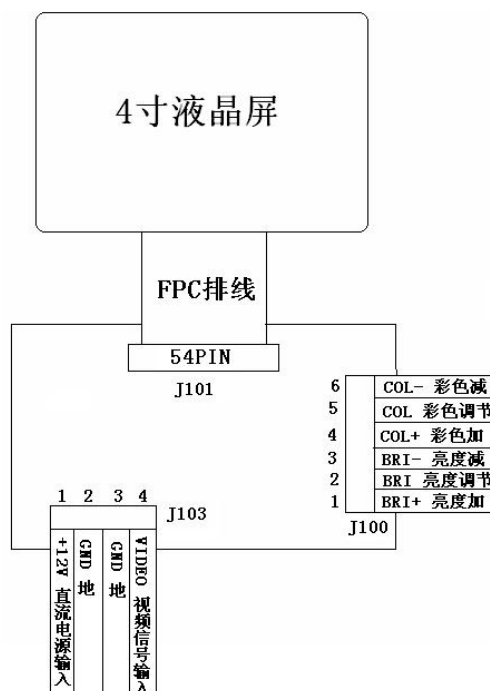 4寸液晶屏
FPC排线
54PIN
J101
6 COL- 彩色减
5 COL 彩色调节
4 COL+ 彩色加
3 BRI- 亮度减
2 BRI 亮度调节
1 BRI+ 亮度加
J100
1 2 3 4
J103
+12V 直流电源输入
GND 地
GND 地
VIDEO 视频信号输入